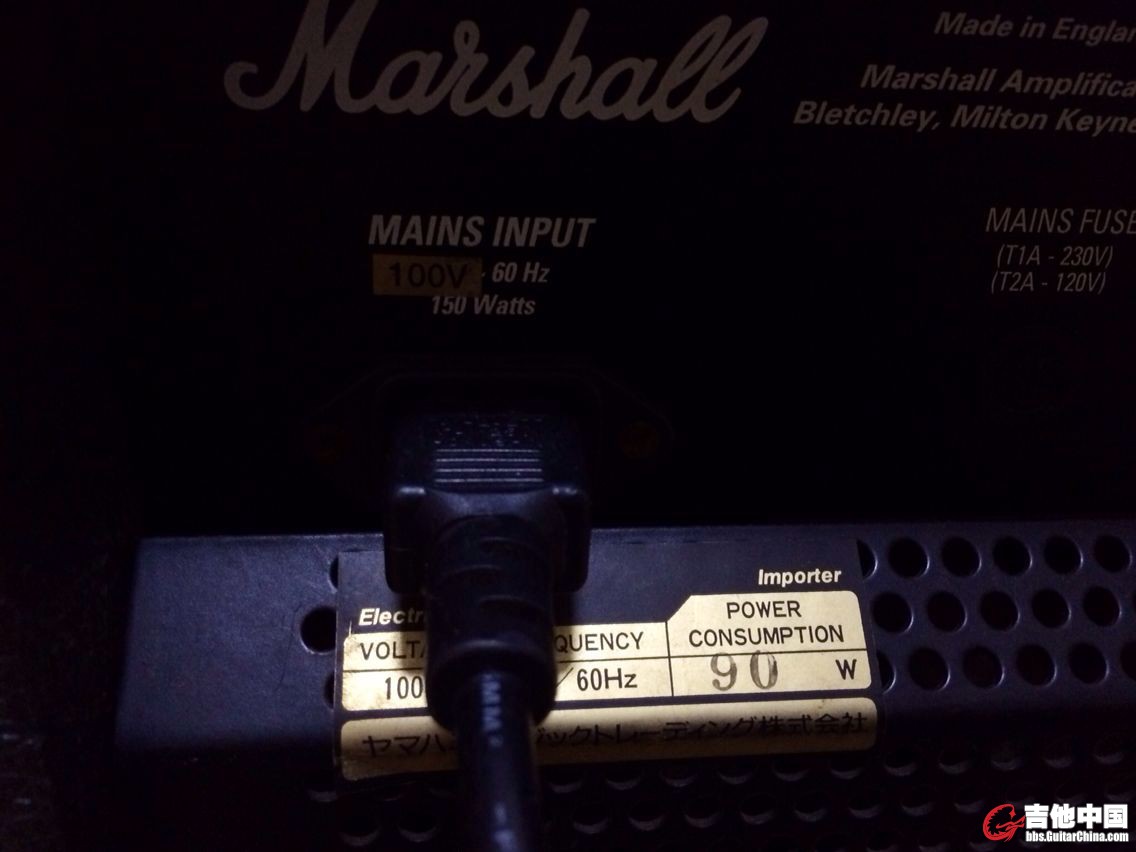 Marshall
Made in Englan
Marshall Amplifica
Bletchley, Milton Keyne
MAINS INPUT
100V - 60 Hz
150 Watts
MAINS FUSE
(T1A - 230V)
(T2A - 120V)
Importer
Electr
POWER
CONSUMPTION
VOLTA QUENCY
100 /60Hz 90 W
ヤマハ ックトレーディング株式会社
吉他中国
bbs.GuitarChina.com